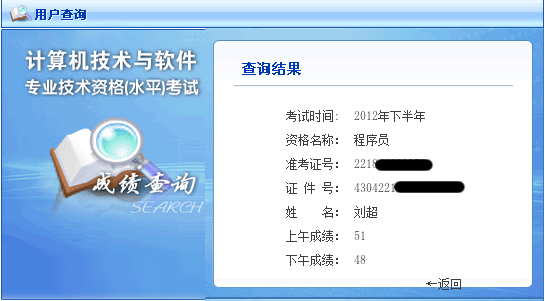 用户查询
计算机技术与软件
专业技术资格(水平)考试
成绩查询
SEARCH
查询结果
考试时间: 2012年下半年
资格名称: 程序员
准考证号: 2218
证 件 号: 4304221
姓 名: 刘超
上午成绩: 51
下午成绩: 48
←返回